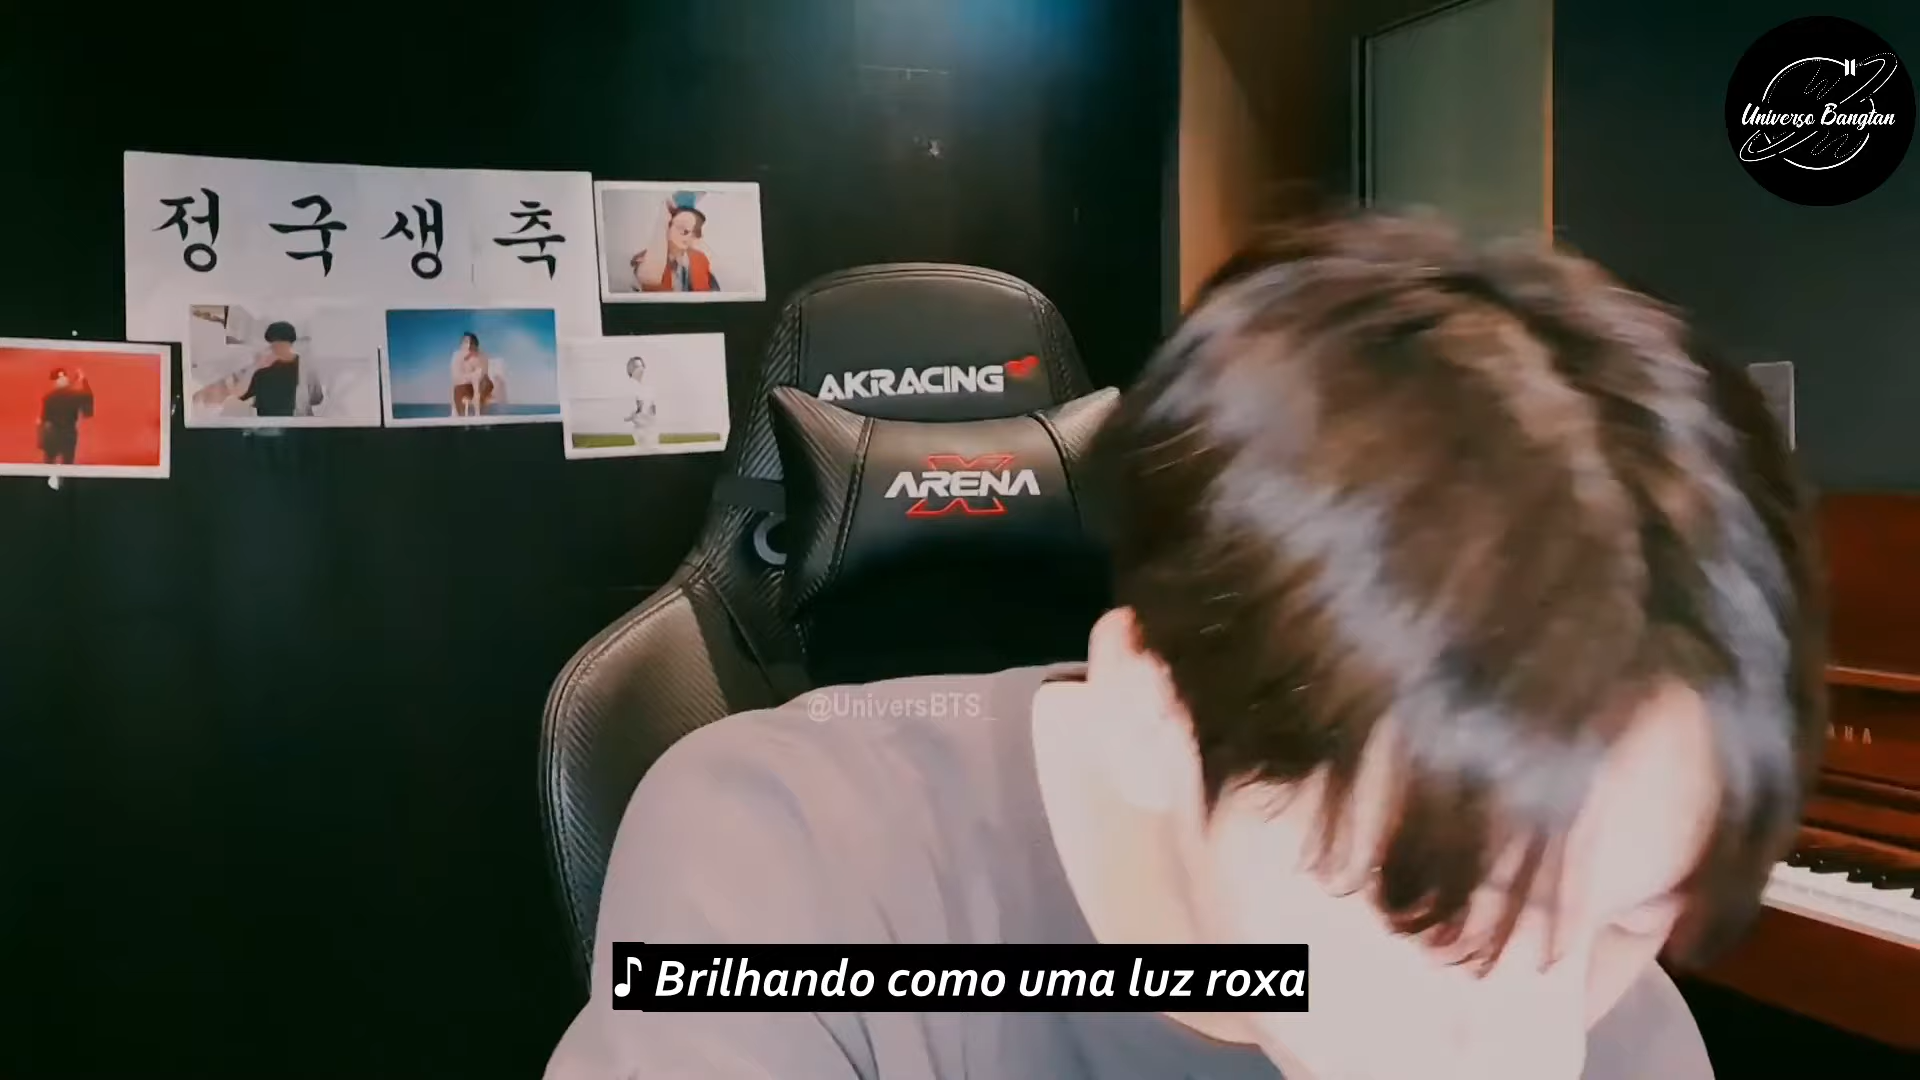 Universo Bangtan
정국생축
AKRACING
ARENA
@UniversBTS_
♪ Brilhando como uma luz roxa